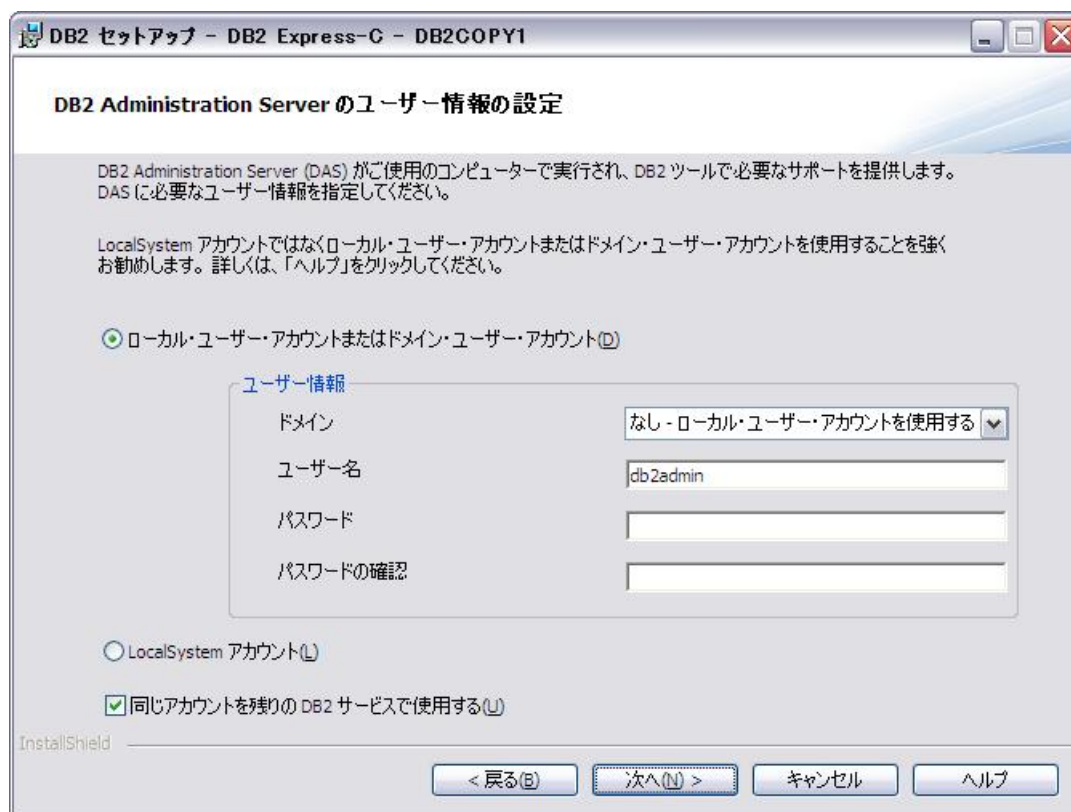 DB2 セットアップ - DB2 Express-C - DB2COPY1
DB2 Administration Server のユーザー情報の設定
DB2 Administration Server (DAS) がご使用のコンピューターで実行され、DB2 ツールで必要なサポートを提供します。
DAS に必要なユーザー情報を指定してください。
LocalSystem アカウントではなくローカル・ユーザー・アカウントまたはドメイン・ユーザー・アカウントを使用することを強く
お勧めします。詳しくは、「ヘルプ」をクリックしてください。
ローカル・ユーザー・アカウントまたはドメイン・ユーザー・アカウント(D)
ユーザー情報
ドメイン
なし - ローカル・ユーザー・アカウントを使用する
ユーザー名
db2admin
パスワード
パスワードの確認
LocalSystem アカウント(L)
同じアカウントを残りの DB2 サービスで使用する(U)
InstallShield
< 戻る(B)
次へ(N) >
キャンセル
ヘルプ